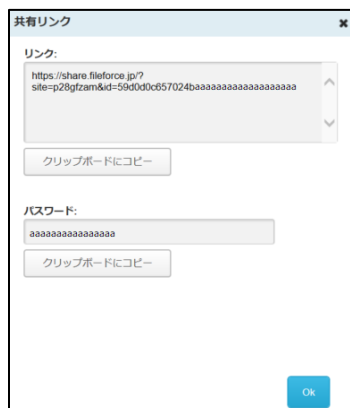 共有リンク
リンク:
https://share.fileforce.jp/?
site=p28gfzam&id=59d0d0c657024baaaaaaaaaaaaaaaaaaa
クリップボードにコピー
パスワード:
aaaaaaaaaaaaaaaa
クリップボードにコピー
Ok